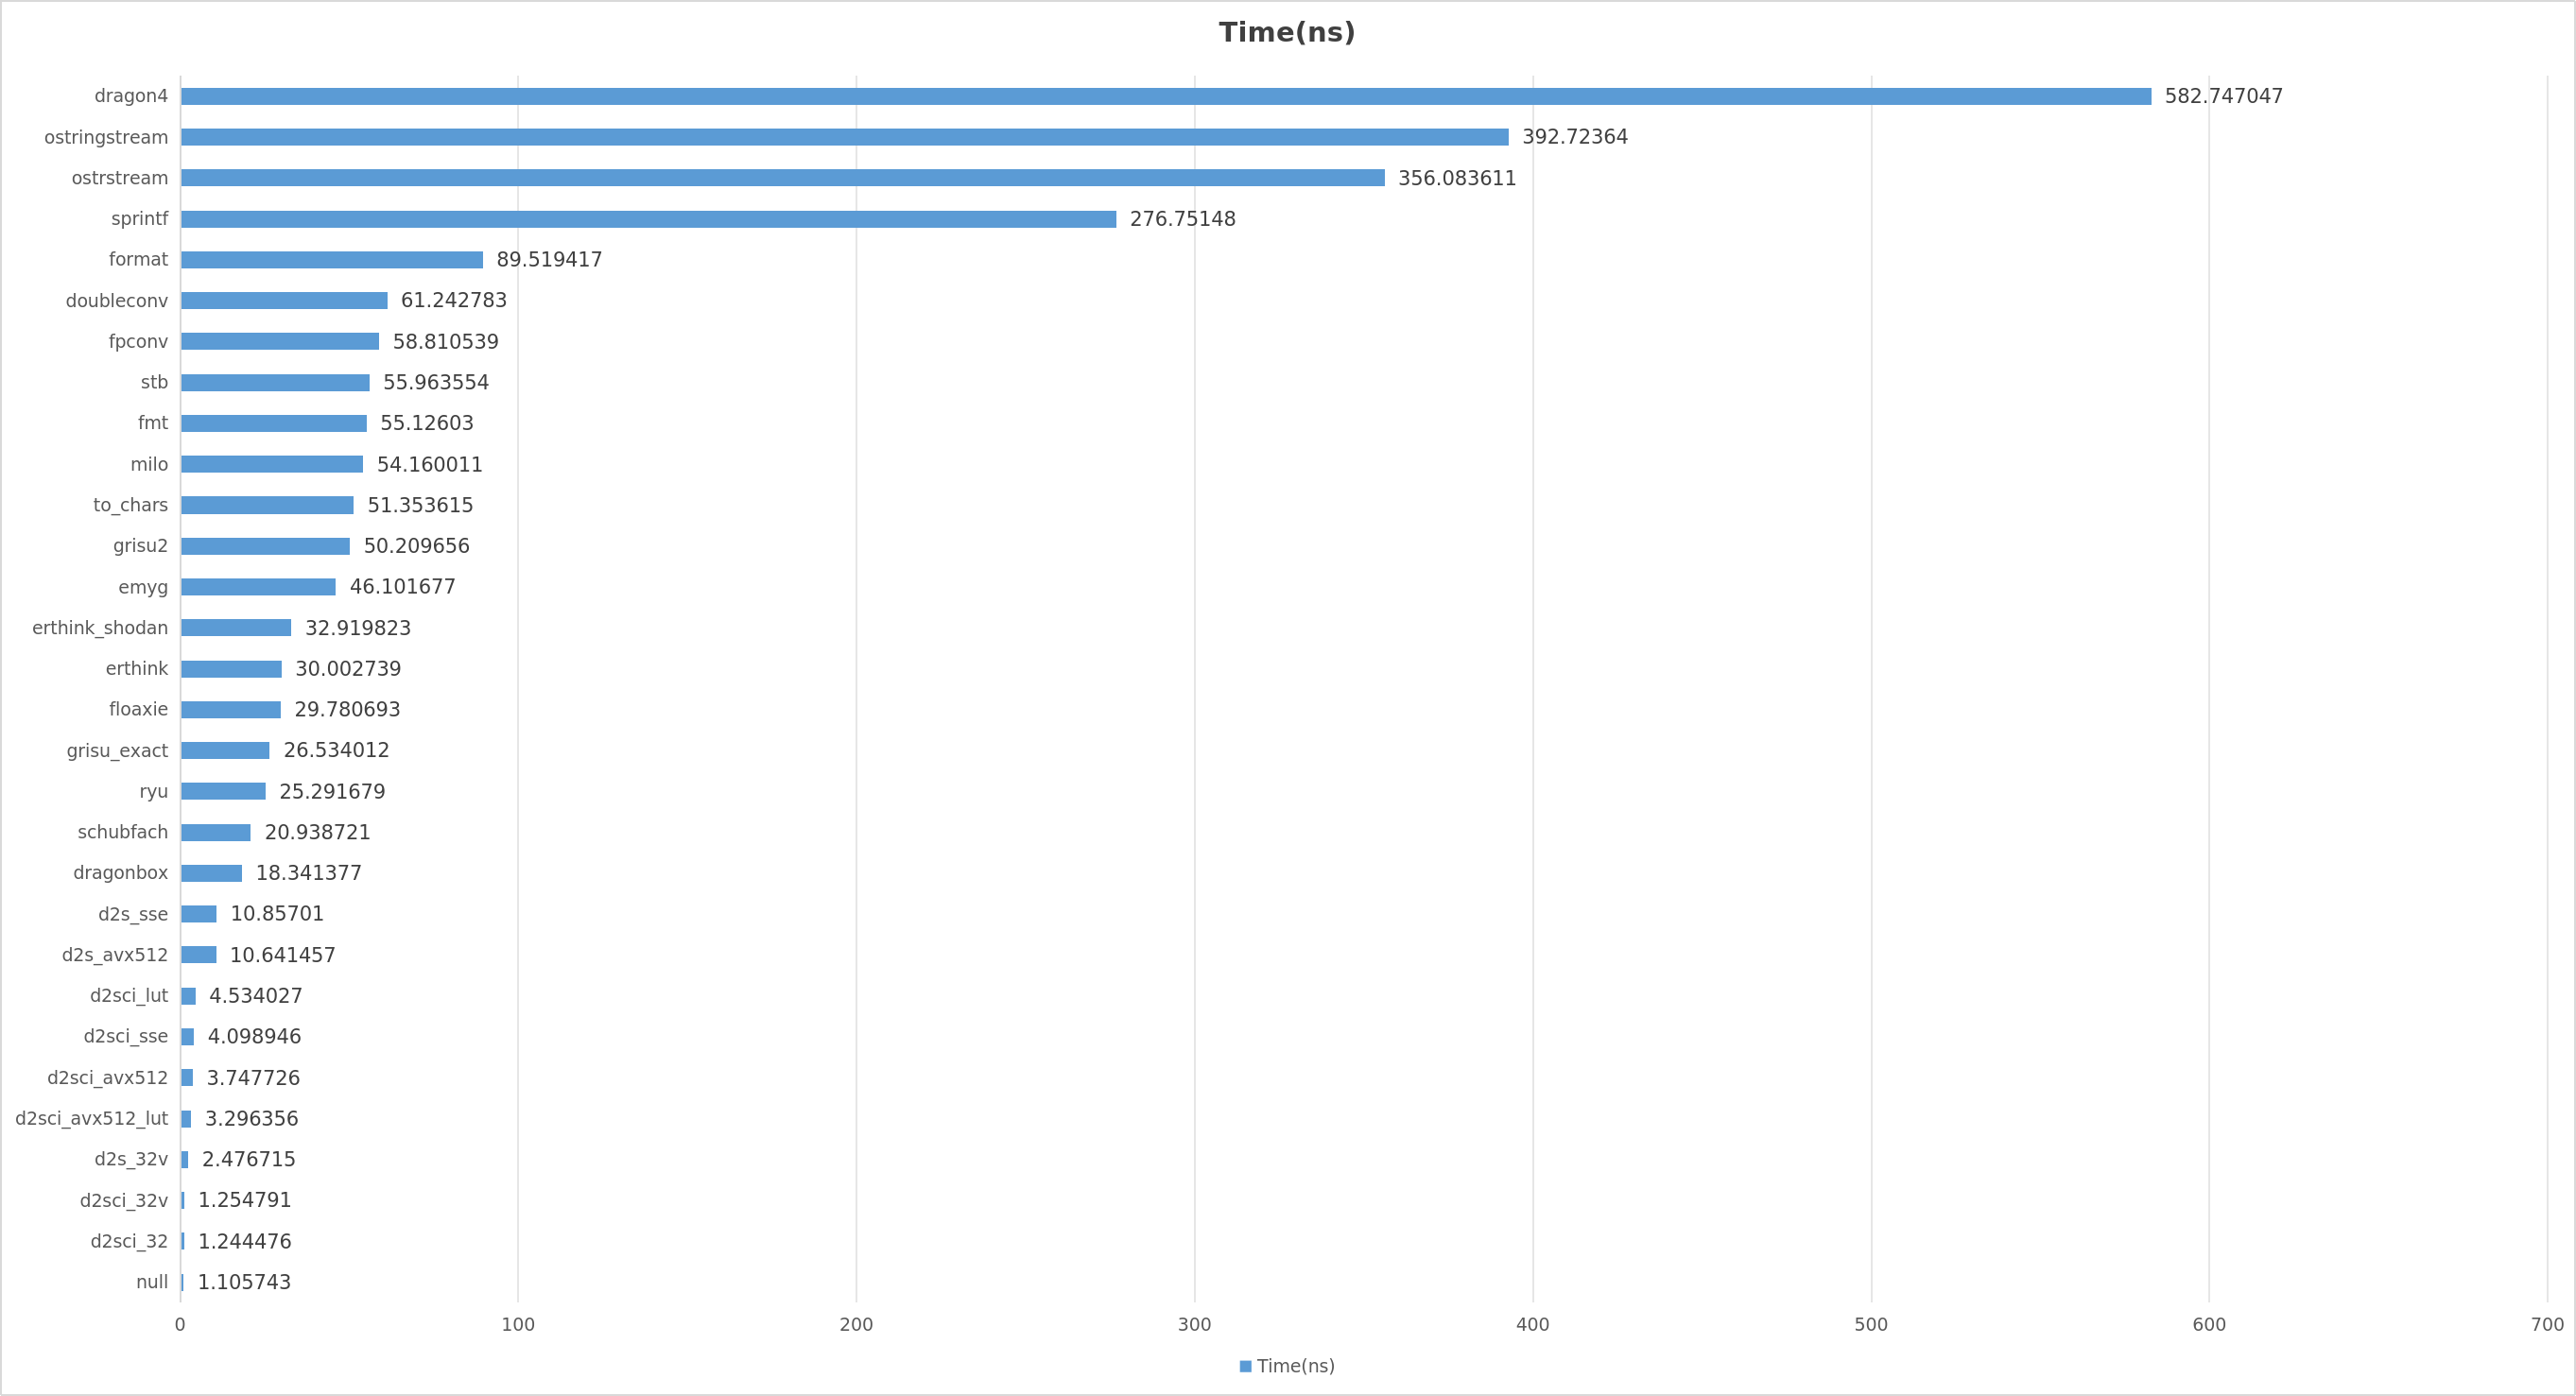 Time(ns)
dragon4 582.747047
ostringstream 392.72364
ostrstream 356.083611
sprintf 276.75148
format 89.519417
doubleconv 61.242783
fpconv 58.810539
stb 55.963554
fmt 55.12603
milo 54.160011
to_chars 51.353615
grisu2 50.209656
emyg 46.101677
erthink_shodan 32.919823
erthink 30.002739
floaxie 29.780693
grisu_exact 26.534012
ryu 25.291679
schubfach 20.938721
dragonbox 18.341377
d2s_sse 10.85701
d2s_avx512 10.641457
d2sci_lut 4.534027
d2sci_sse 4.098946
d2sci_avx512 3.747726
d2sci_avx512_lut 3.296356
d2s_32v 2.476715
d2sci_32v 1.254791
d2sci_32 1.244476
null 1.105743
0 100 200 300 400 500 600 700
Time(ns)